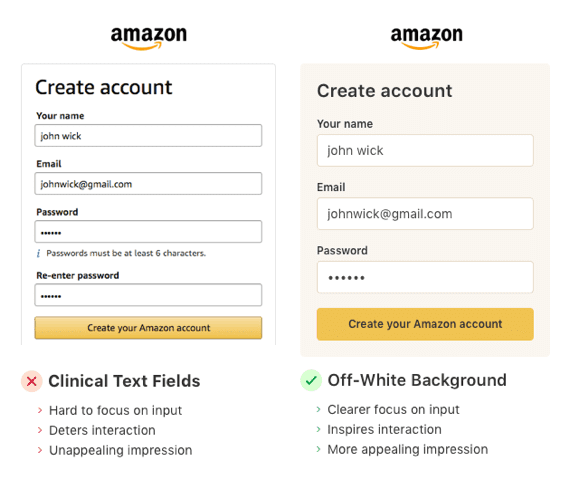 amazon
Create account
Your name
john wick
Email
johnwick@gmail.com
Password
••••••
i Passwords must be at least 6 characters.
Re-enter password
••••••
Create your Amazon account
Clinical Text Fields
Hard to focus on input
Deters interaction
Unappealing impression
amazon
Create account
Your name
john wick
Email
johnwick@gmail.com
Password
••••••
Create your Amazon account
Off-White Background
Clearer focus on input
Inspires interaction
More appealing impression